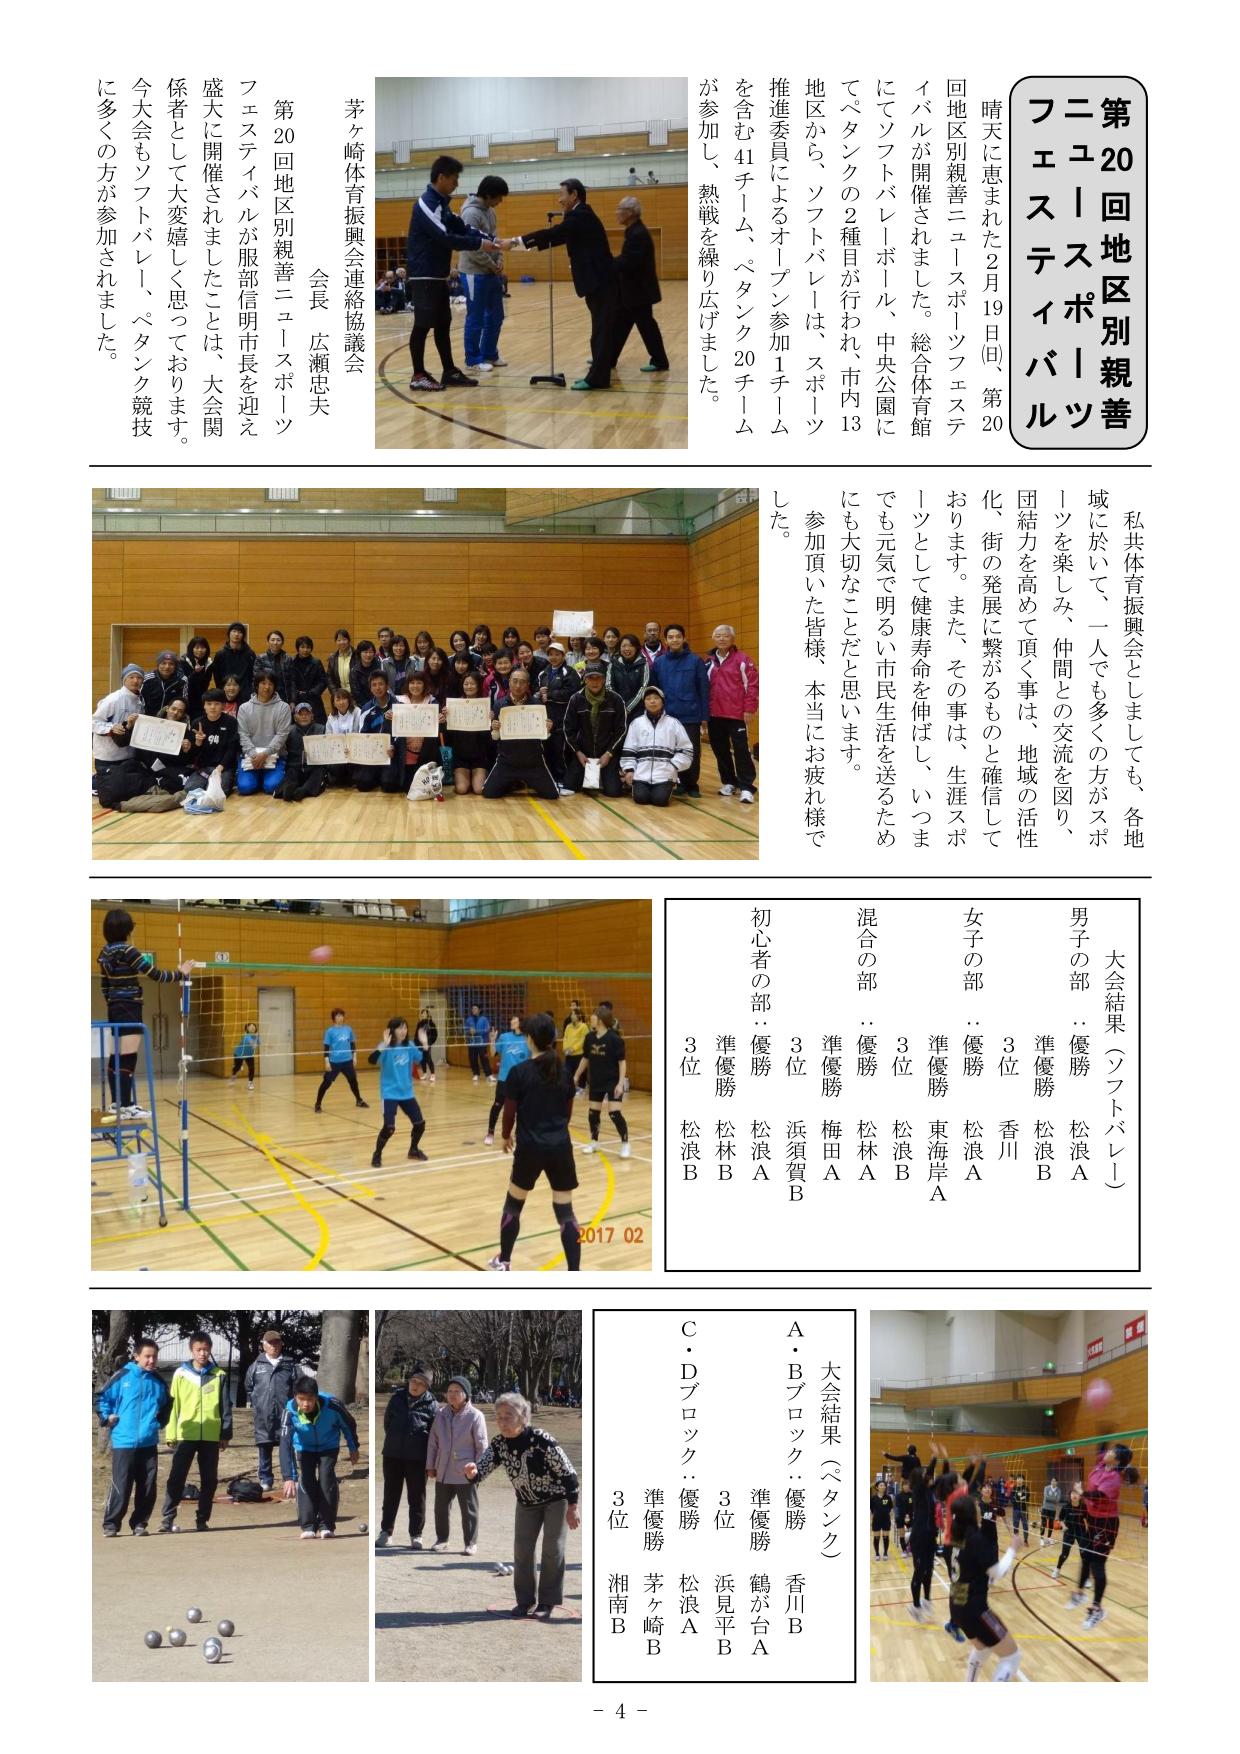 第20回地区別親善
ニュースポーツ
フェスティバル
晴天に恵まれた2月19日㈰、第20
回地区別親善ニュースポーツフェステ
ィバルが開催されました。総合体育館
にてソフトバレーボール、中央公園に
てペタンクの2種目が行われ、市内13
地区から、ソフトバレーは、スポーツ
推進委員によるオープン参加1チーム
を含む41チーム、ペタンク20チーム
が参加し、熱戦を繰り広げました。
茅ヶ崎体育振興会連絡協議会
会長 広瀬忠夫
第20回地区別親善ニュースポーツ
フェスティバルが服部信明市長を迎え
盛大に開催されましたことは、大会関
係者として大変嬉しく思っております。
今大会もソフトバレー、ペタンク競技
に多くの方が参加されました。
私共体育振興会としましても、各地
域に於いて、一人でも多くの方がスポ
ーツを楽しみ、仲間との交流を図り、
団結力を高めて頂く事は、地域の活性
化、街の発展に繋がるものと確信して
おります。また、その事は、生涯スポ
ーツとして健康寿命を伸ばし、いつま
でも元気で明るい市民生活を送るため
にも大切なことだと思います。
参加頂いた皆様、本当にお疲れ様で
した。
大会結果（ソフトバレー）
男子の部：優勝 松浪A
準優勝 松浪B
3位 香川
女子の部：優勝 松浪A
準優勝 東海岸A
3位 松浪B
混合の部：優勝 松林A
準優勝 梅田A
3位 浜須賀B
初心者の部：優勝 松浪A
準優勝 松林B
3位 松浪B
2017 02
大会結果（ペタンク）
A・Bブロック：優勝 香川B
準優勝 鶴が台A
3位 浜見平B
C・Dブロック：優勝 松浪A
準優勝 茅ヶ崎B
3位 湘南B
- 4 -